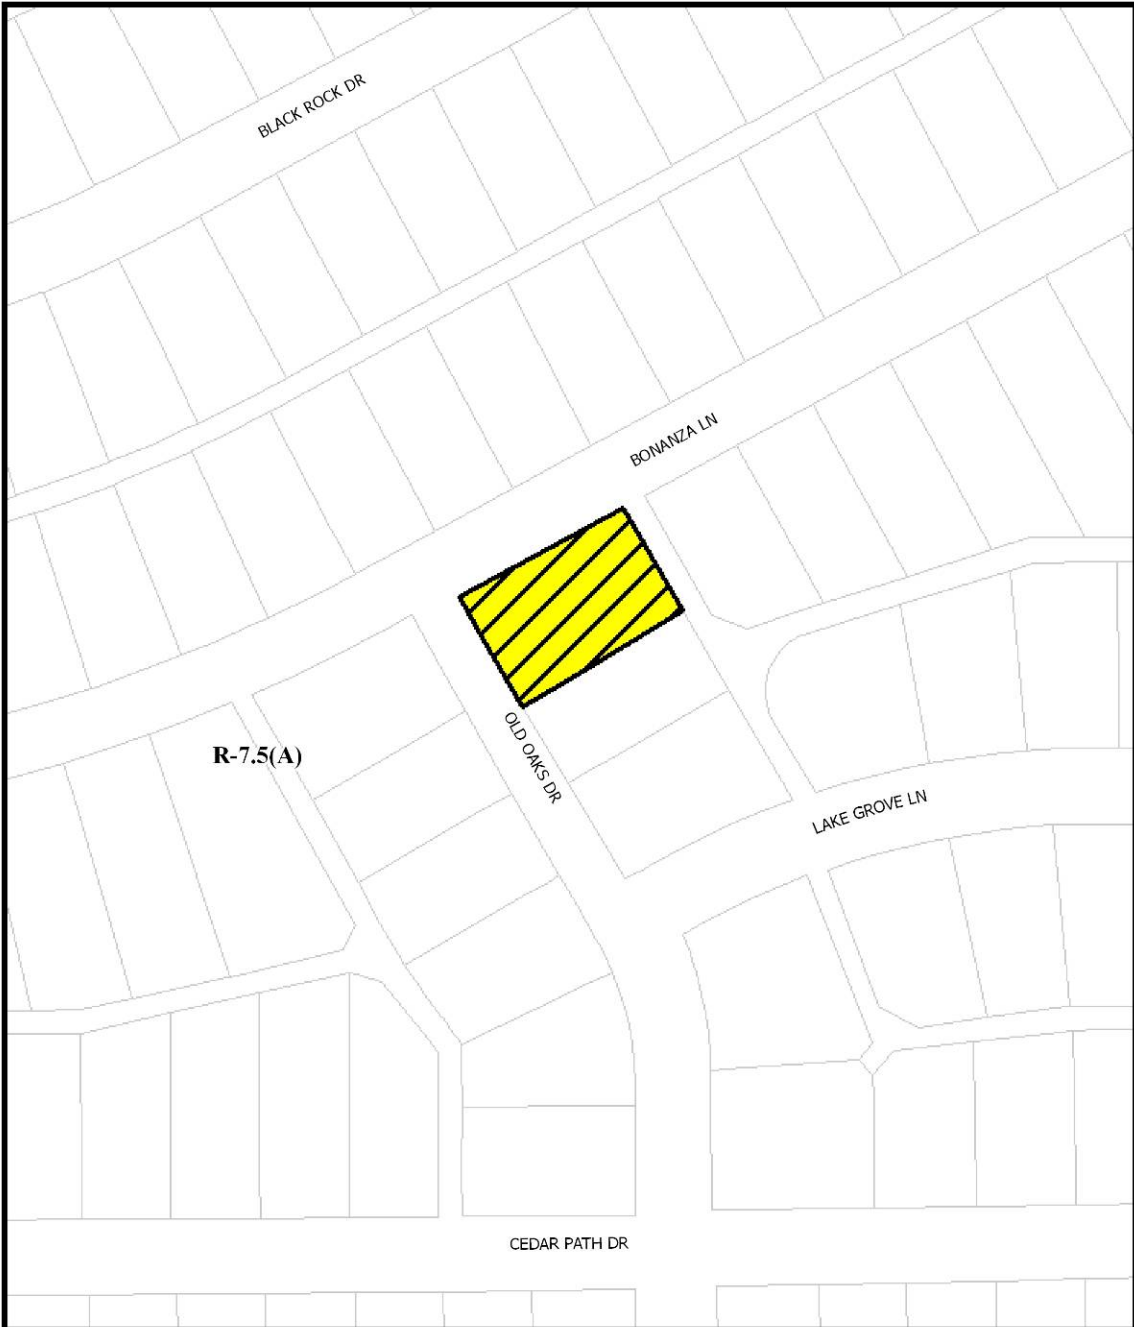 BLACK ROCK DR
BONANZA LN
OLD OAKS DR
R-7.5(A)
LAKE GROVE LN
CEDAR PATH DR